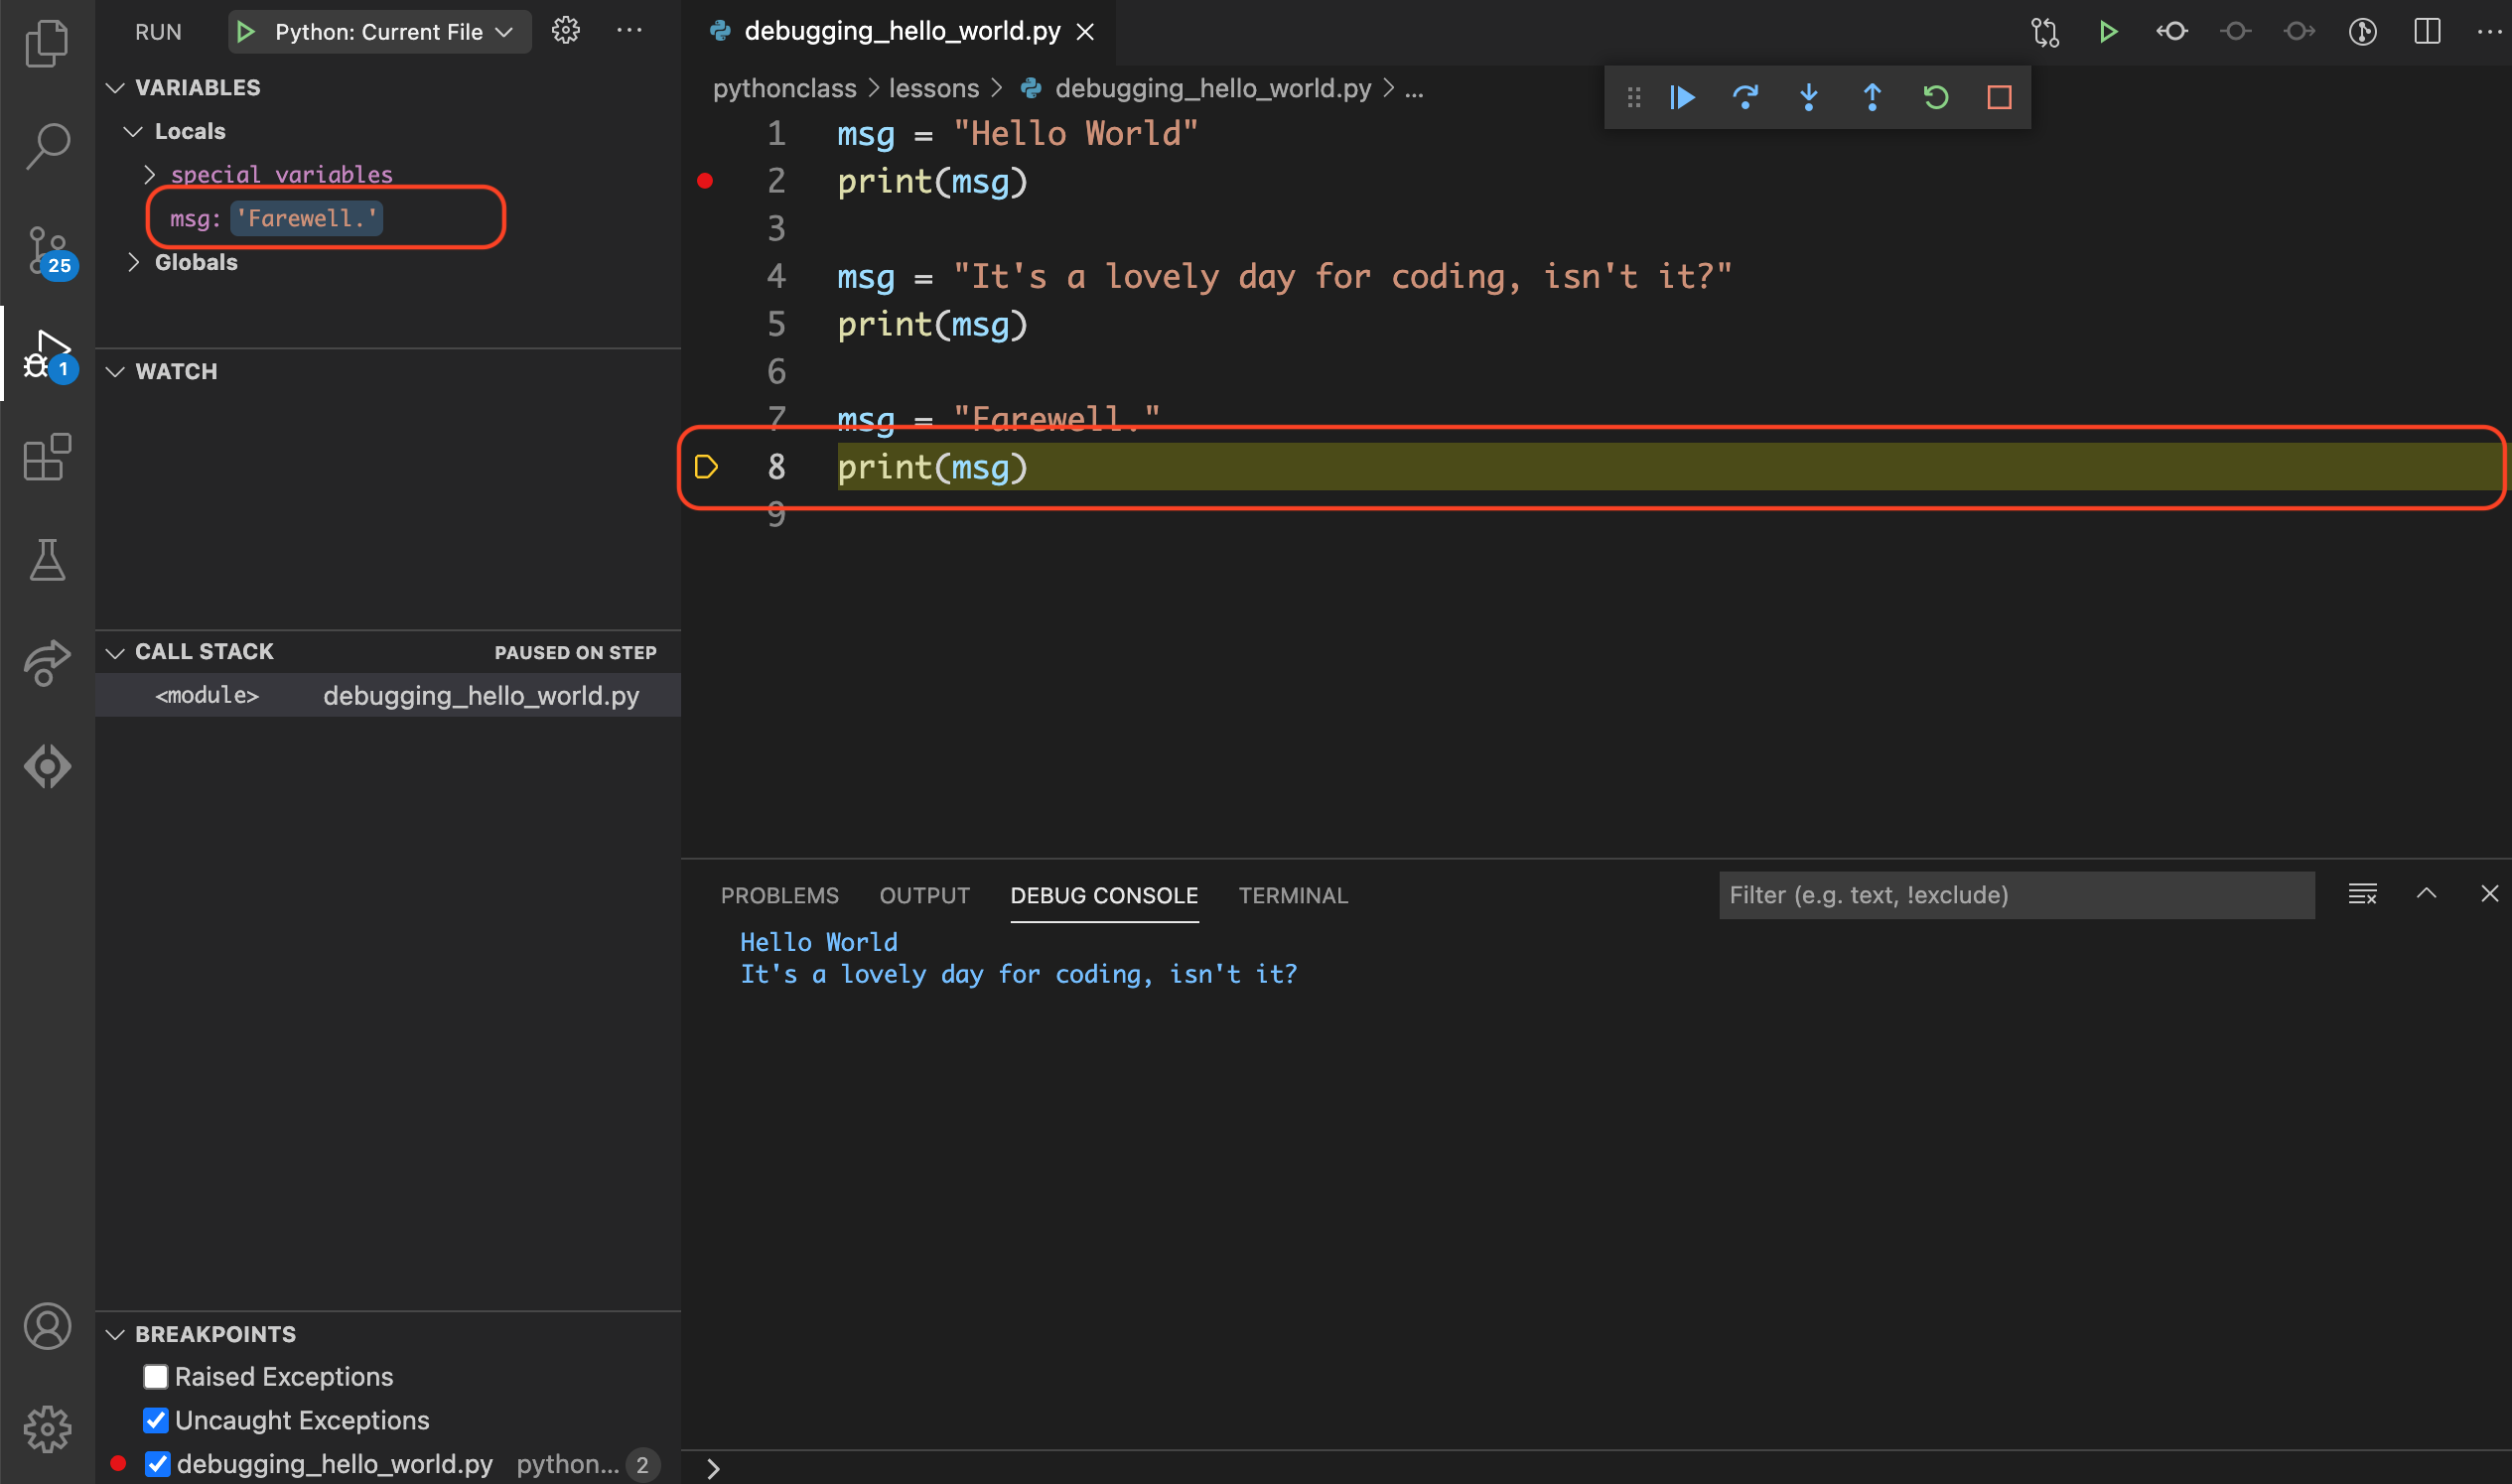 RUN
Python: Current File
VARIABLES
Locals
special variables
msg: 'Farewell.'
Globals
25
1
WATCH
CALL STACK PAUSED ON STEP
<module> debugging_hello_world.py
BREAKPOINTS
Raised Exceptions
Uncaught Exceptions
debugging_hello_world.py python... 2
debugging_hello_world.py
pythonclass > lessons > debugging_hello_world.py > ...
1 msg = "Hello World"
2 print(msg)
3
4 msg = "It's a lovely day for coding, isn't it?"
5 print(msg)
6
7 msg = "Farewell."
8 print(msg)
9
PROBLEMS OUTPUT DEBUG CONSOLE TERMINAL Filter (e.g. text, !exclude)
Hello World
It's a lovely day for coding, isn't it?